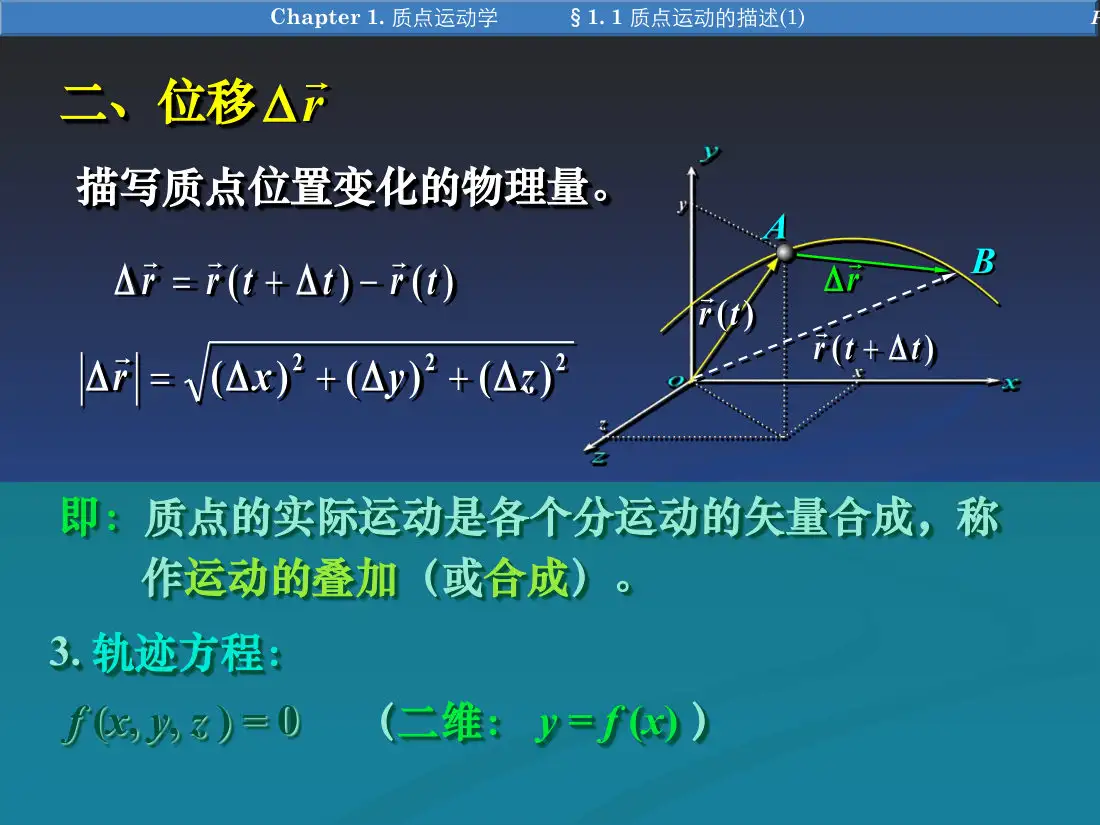 Chapter 1. 质点运动学 §1. 1 质点运动的描述(1) P
二、位移Δr⃗
描写质点位置变化的物理量。
Δr⃗ = r⃗(t + Δt) − r⃗(t)
|Δr⃗| = √((Δx)² + (Δy)² + (Δz)²)
y
y
A
B
Δr⃗
r⃗(t)
r⃗(t + Δt)
o
x
x
z
z
即：质点的实际运动是各个分运动的矢量合成，称
作运动的叠加（或合成）。
3. 轨迹方程：
f (x, y, z ) = 0 （二维： y = f (x) ）